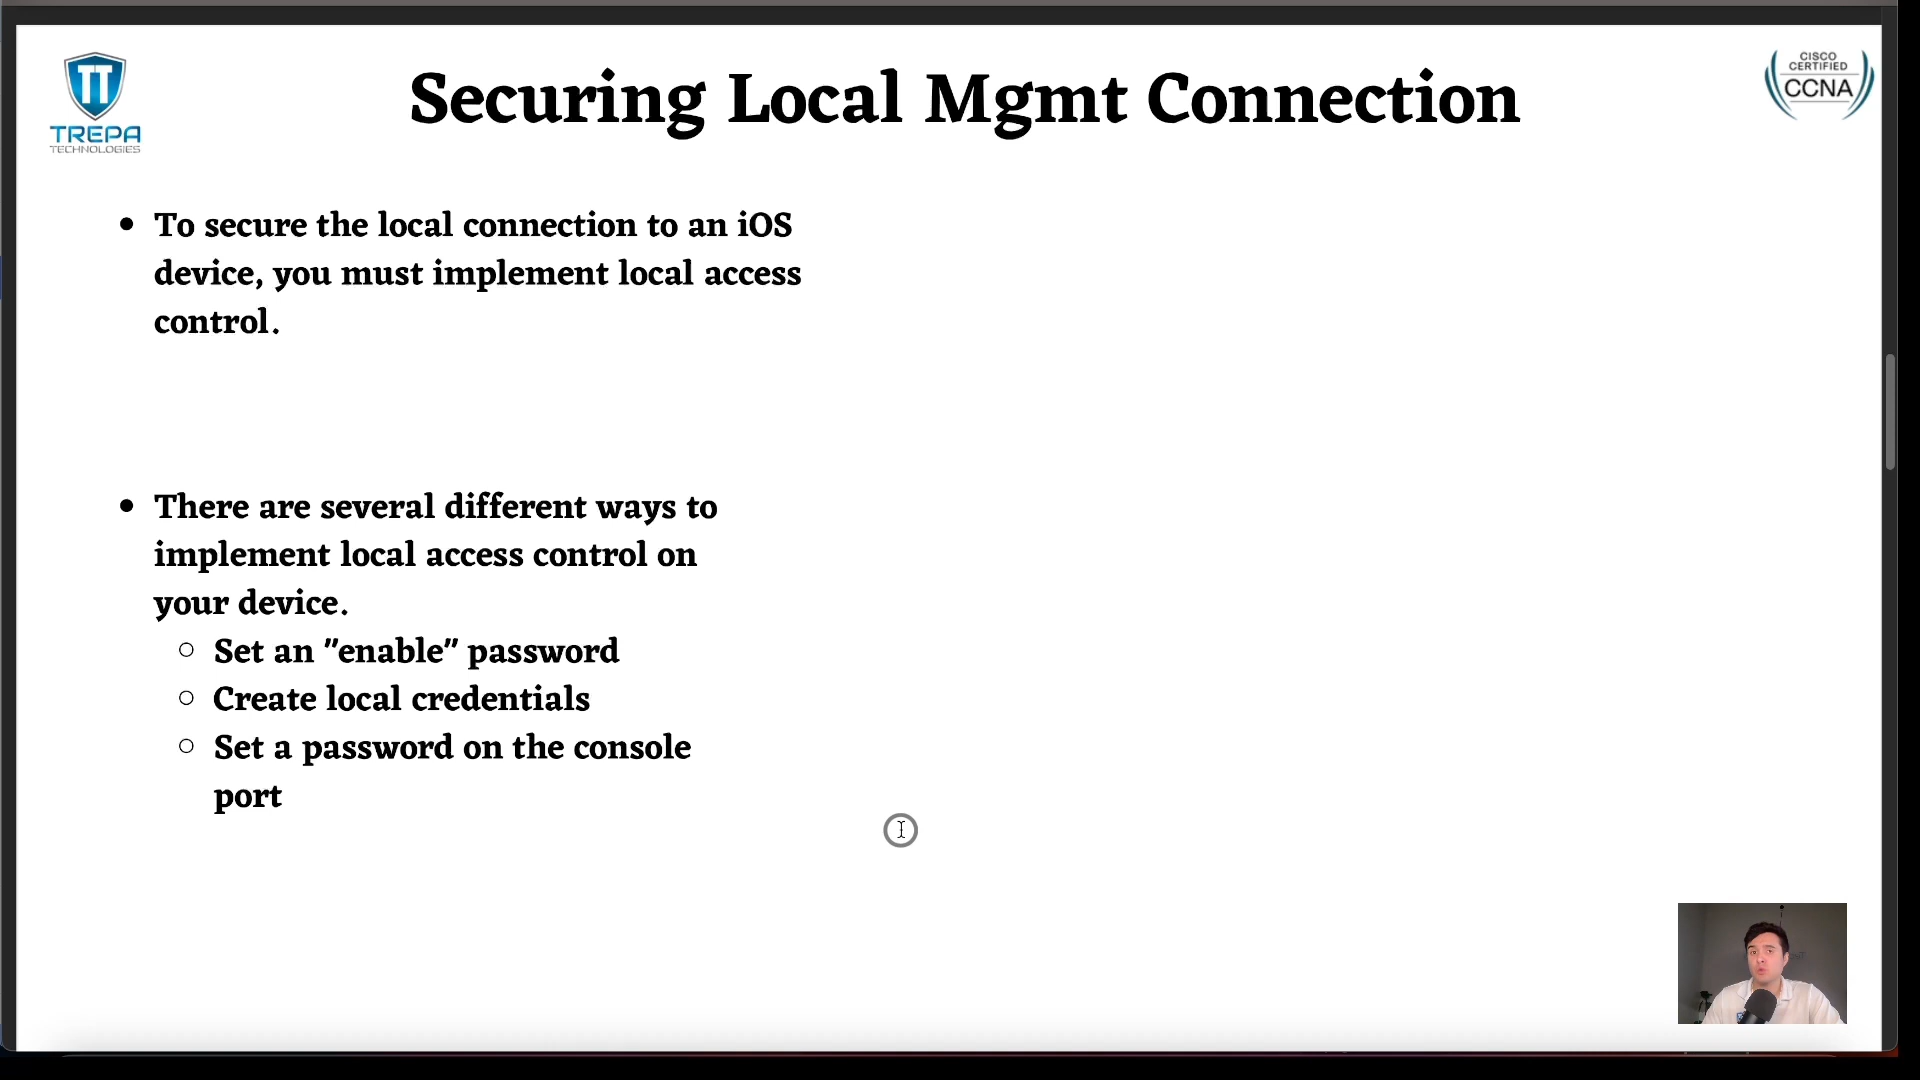 TREPA
TECHNOLOGIES
Securing Local Mgmt Connection
CISCO
CERTIFIED
CCNA
• To secure the local connection to an iOS
device, you must implement local access
control.
• There are several different ways to
implement local access control on
your device.
○ Set an "enable" password
○ Create local credentials
○ Set a password on the console
port